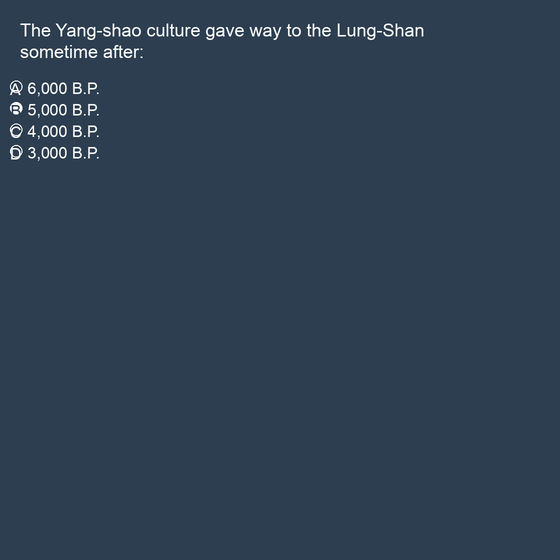 The Yang-shao culture gave way to the Lung-Shan
sometime after:
A 6,000 B.P.
B 5,000 B.P.
C 4,000 B.P.
D 3,000 B.P.